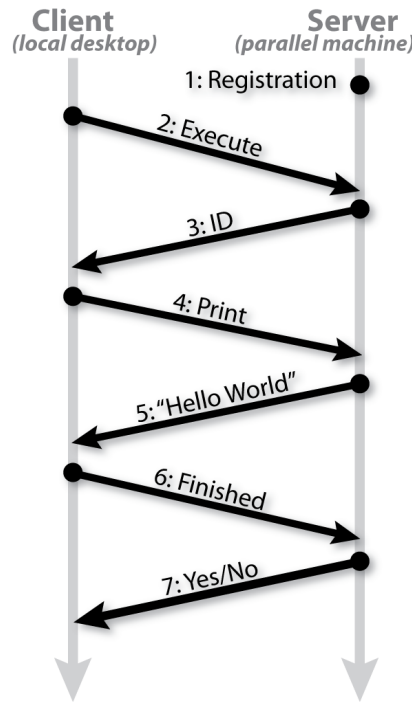 Client
(local desktop)
Server
(parallel machine)
1: Registration
2: Execute
3: ID
4: Print
5: “Hello World”
6: Finished
7: Yes/No